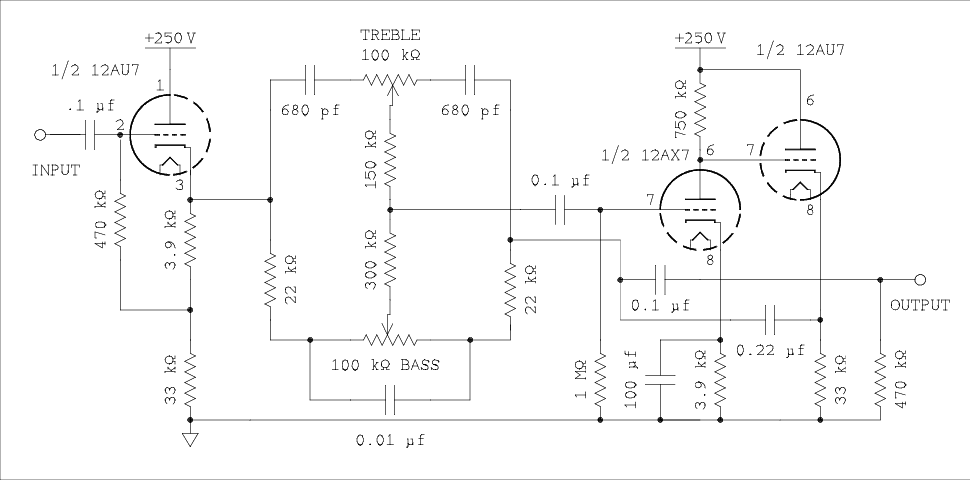 +250 V
1/2 12AU7
1
.1 µf
2
INPUT
3
470 kΩ
3.9 kΩ
33 kΩ
TREBLE
100 kΩ
680 pf
680 pf
150 kΩ
300 kΩ
22 kΩ
22 kΩ
100 kΩ BASS
0.01 µf
0.1 µf
+250 V
1/2 12AU7
750 kΩ
6
1/2 12AX7
6
7
7
8
8
0.1 µf
OUTPUT
0.22 µf
1 MΩ
100 µf
3.9 kΩ
33 kΩ
470 kΩ